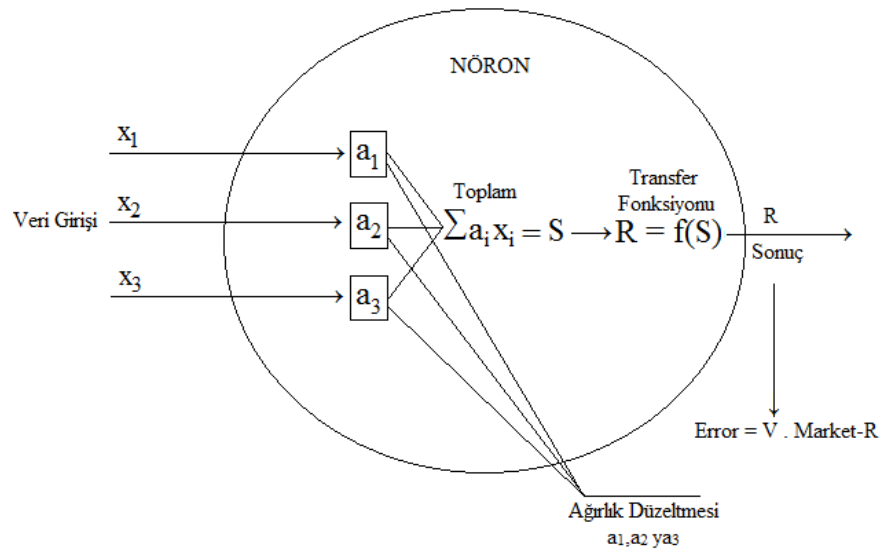 NÖRON
x1
a1
Veri Girişi
x2
a2
x3
a3
Toplam
∑aixi = S
Transfer
Fonksiyonu
R = f(S)
R
Sonuç
Error = V . Market-R
Ağırlık Düzeltmesi
a1,a2 ya3